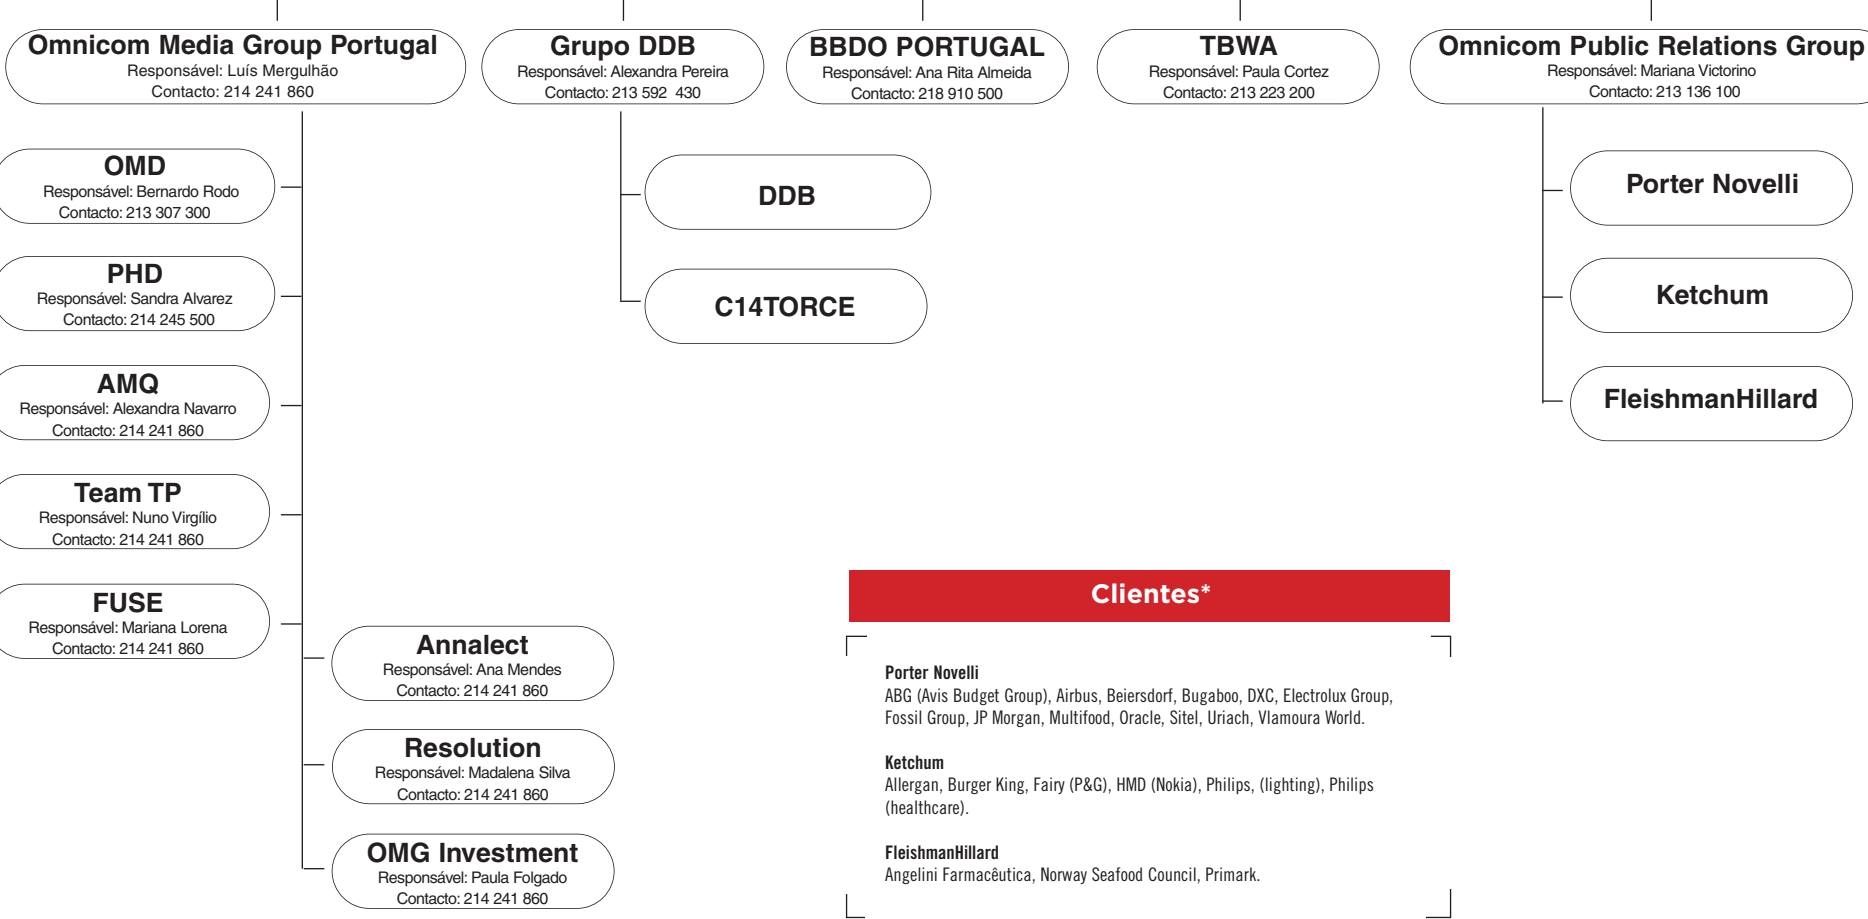 Omnicom Media Group Portugal
Responsável: Luís Mergulhão
Contacto: 214 241 860
Grupo DDB
Responsável: Alexandra Pereira
Contacto: 213 592 430
BBDO PORTUGAL
Responsável: Ana Rita Almeida
Contacto: 218 910 500
TBWA
Responsável: Paula Cortez
Contacto: 213 223 200
Omnicom Public Relations Group
Responsável: Mariana Victorino
Contacto: 213 136 100
OMD
Responsável: Bernardo Rodo
Contacto: 213 307 300
PHD
Responsável: Sandra Alvarez
Contacto: 214 245 500
AMQ
Responsável: Alexandra Navarro
Contacto: 214 241 860
Team TP
Responsável: Nuno Virgílio
Contacto: 214 241 860
FUSE
Responsável: Mariana Lorena
Contacto: 214 241 860
Annalect
Responsável: Ana Mendes
Contacto: 214 241 860
Resolution
Responsável: Madalena Silva
Contacto: 214 241 860
OMG Investment
Responsável: Paula Folgado
Contacto: 214 241 860
DDB
C14TORCE
Porter Novelli
Ketchum
FleishmanHillard
Clientes*
Porter Novelli
ABG (Avis Budget Group), Airbus, Beiersdorf, Bugaboo, DXC, Electrolux Group,
Fossil Group, JP Morgan, Multifood, Oracle, Sitel, Uriach, Vlamoura World.
Ketchum
Allergan, Burger King, Fairy (P&G), HMD (Nokia), Philips, (lighting), Philips
(healthcare).
FleishmanHillard
Angelini Farmacêutica, Norway Seafood Council, Primark.